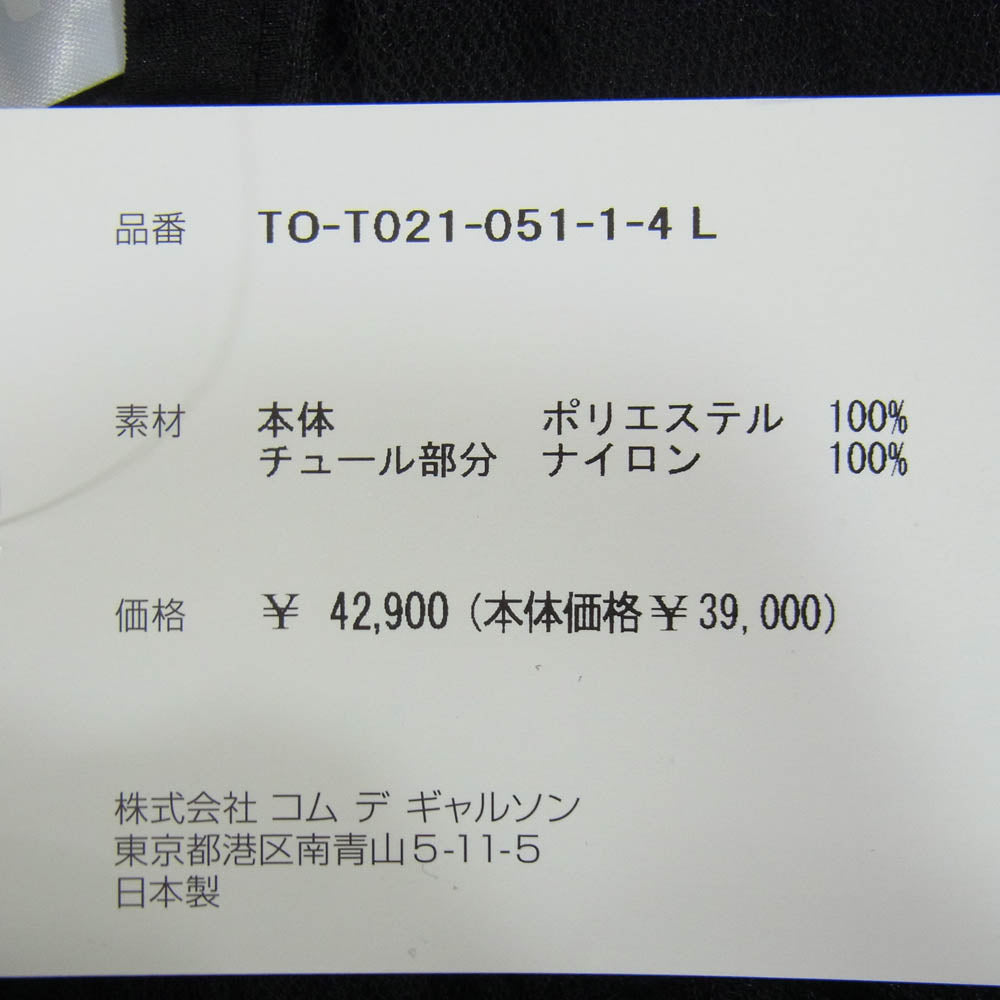 品番 TO-T021-051-1-4 L
素材 本体 ポリエステル 100%
チュール部分 ナイロン 100%
価格 ¥ 42,900 (本体価格¥39,000)
株式会社 コム デ ギャルソン
東京都港区南青山5-11-5
日本製